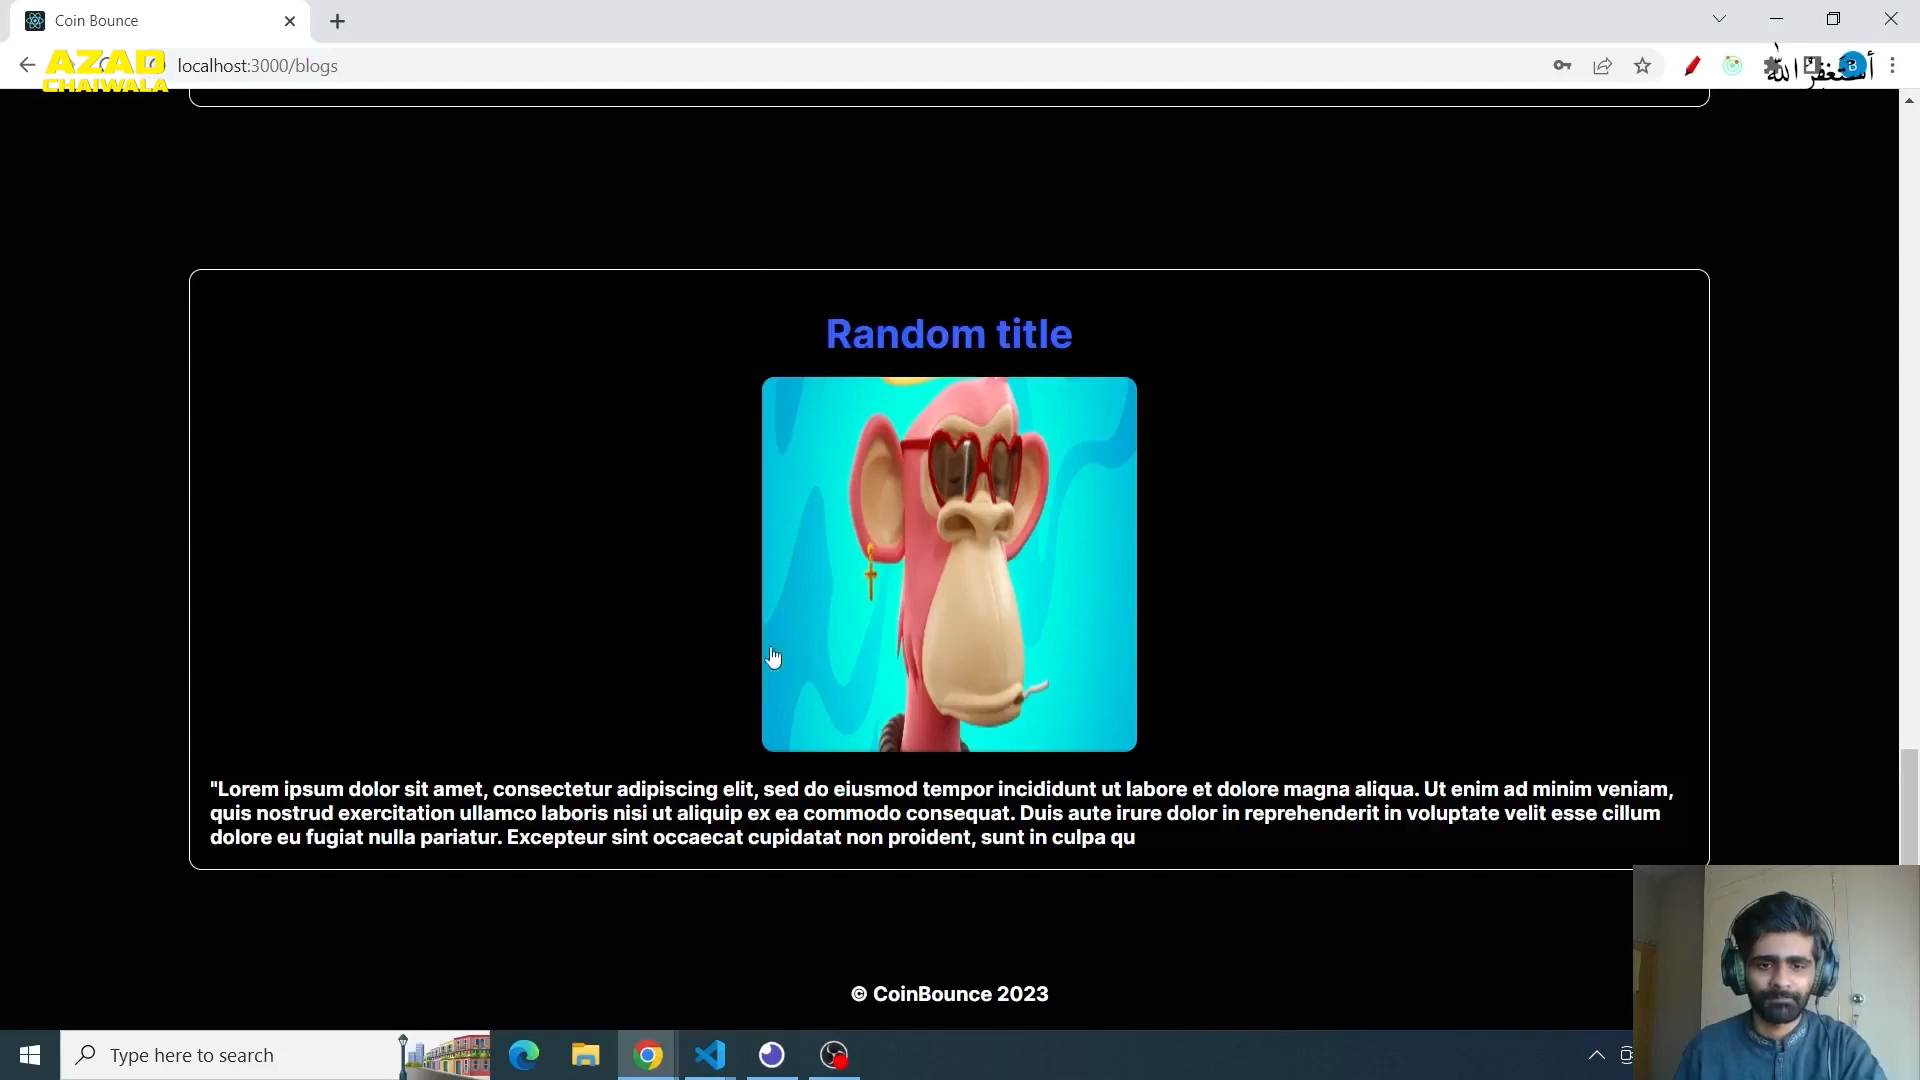 Coin Bounce
AZAD
CHAIWALA
localhost:3000/blogs
أستغفر الله
B
Random title
"Lorem ipsum dolor sit amet, consectetur adipiscing elit, sed do eiusmod tempor incididunt ut labore et dolore magna aliqua. Ut enim ad minim veniam,
quis nostrud exercitation ullamco laboris nisi ut aliquip ex ea commodo consequat. Duis aute irure dolor in reprehenderit in voluptate velit esse cillum
dolore eu fugiat nulla pariatur. Excepteur sint occaecat cupidatat non proident, sunt in culpa qu
© CoinBounce 2023
Type here to search